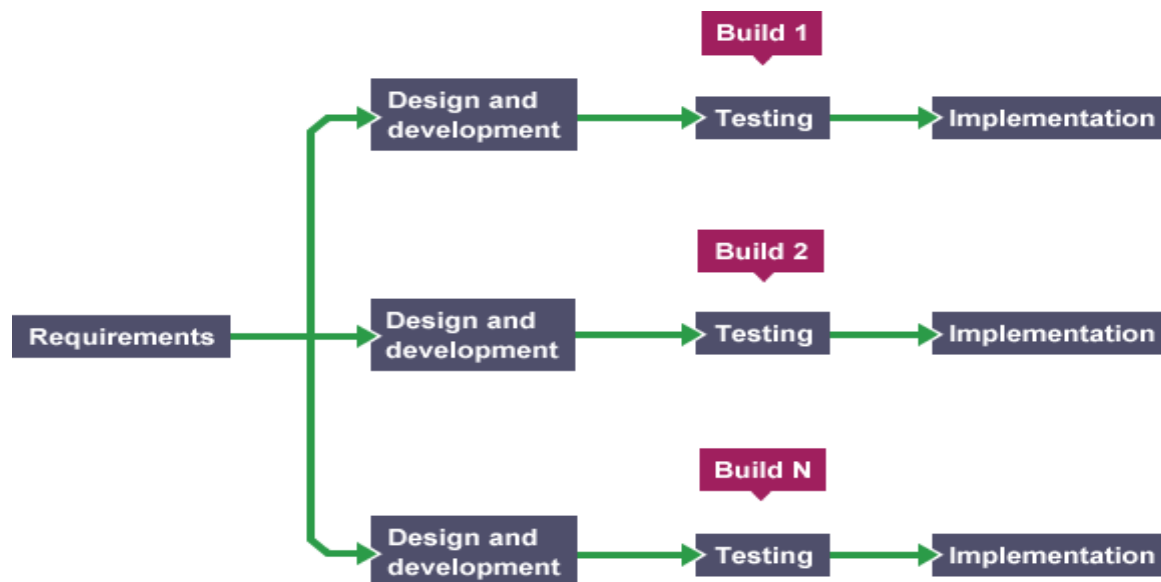 Build 1
Design and
development
Testing
Implementation
Build 2
Requirements
Design and
development
Testing
Implementation
Build N
Design and
development
Testing
Implementation